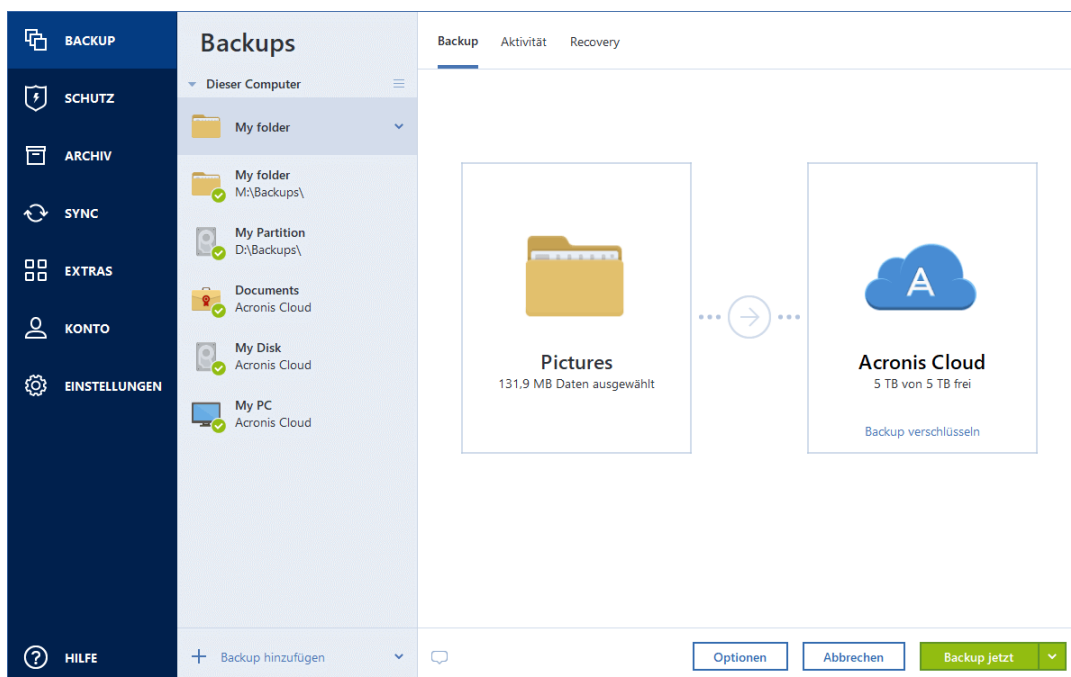 BACKUP
SCHUTZ
ARCHIV
SYNC
EXTRAS
KONTO
EINSTELLUNGEN
HILFE
Backups
Dieser Computer
My folder
My folder
M:\Backups\
My Partition
D:\Backups\
Documents
Acronis Cloud
My Disk
Acronis Cloud
My PC
Acronis Cloud
Backup hinzufügen
Backup Aktivität Recovery
Pictures
131,9 MB Daten ausgewählt
A
Acronis Cloud
5 TB von 5 TB frei
Backup verschlüsseln
Optionen Abbrechen Backup jetzt